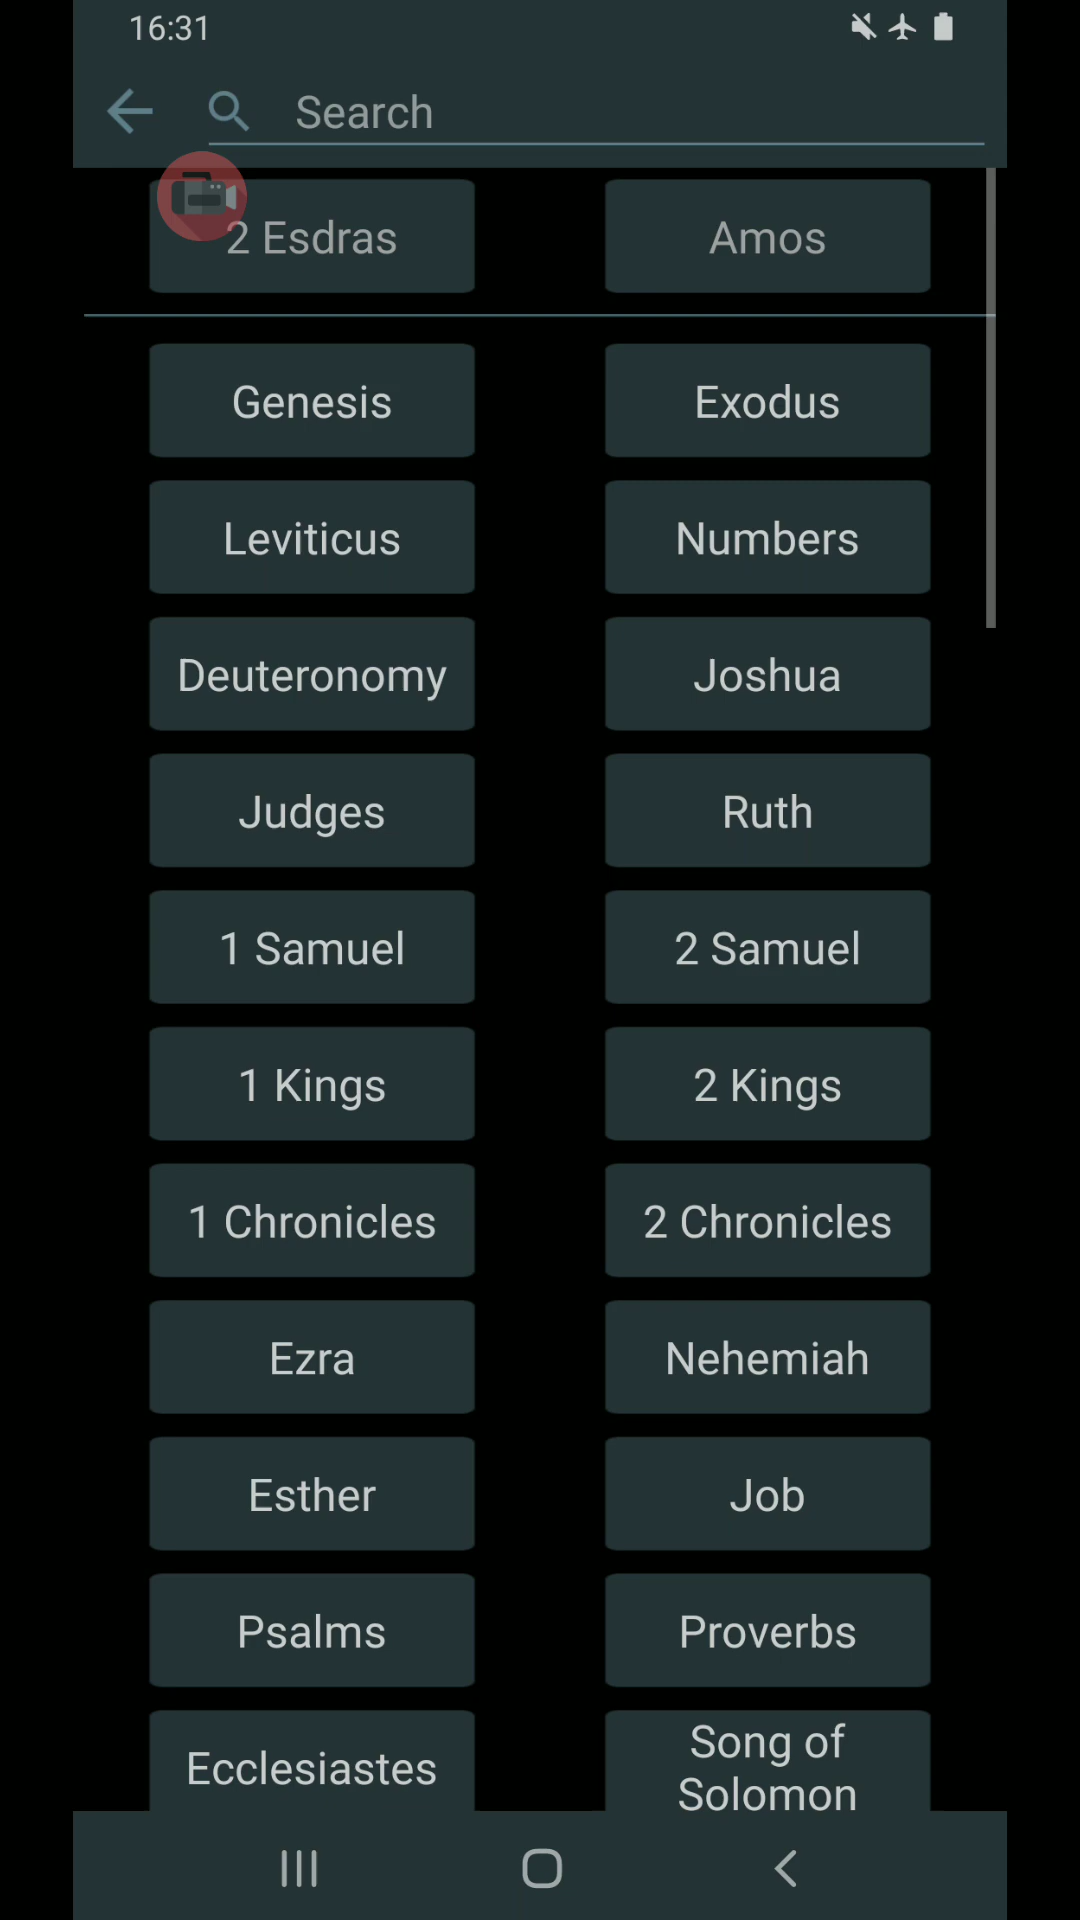 16:31
Search
2 Esdras
Amos
Genesis
Exodus
Leviticus
Numbers
Deuteronomy
Joshua
Judges
Ruth
1 Samuel
2 Samuel
1 Kings
2 Kings
1 Chronicles
2 Chronicles
Ezra
Nehemiah
Esther
Job
Psalms
Proverbs
Ecclesiastes
Song of
Solomon